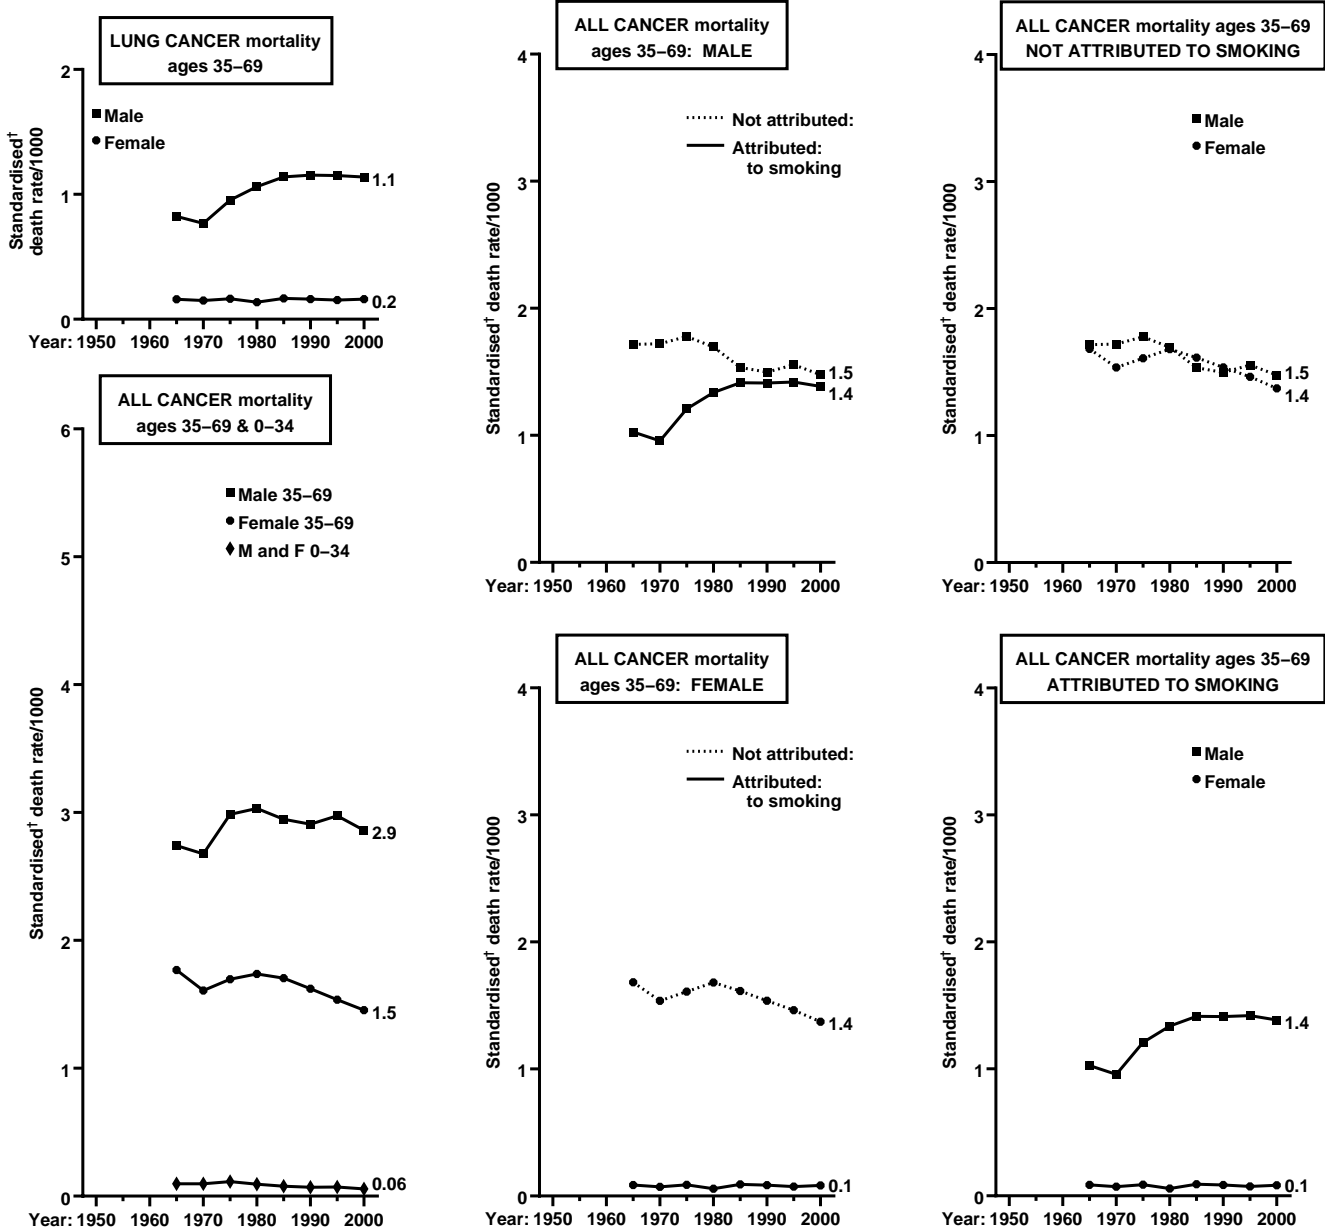 LUNG CANCER mortality
ages 35–69
2
1
0
Standardised†
death rate/1000
Male
Female
1.1
0.2
Year: 1950 1960 1970 1980 1990 2000
ALL CANCER mortality
ages 35–69 & 0–34
6
5
4
3
2
1
0
Standardised† death rate/1000
Male 35–69
Female 35–69
M and F 0–34
2.9
1.5
0.06
Year: 1950 1960 1970 1980 1990 2000
ALL CANCER mortality
ages 35–69: MALE
4
3
2
1
0
Standardised† death rate/1000
Not attributed:
Attributed:
to smoking
1.5
1.4
Year: 1950 1960 1970 1980 1990 2000
ALL CANCER mortality
ages 35–69: FEMALE
4
3
2
1
0
Standardised† death rate/1000
Not attributed:
Attributed:
to smoking
1.4
0.1
Year: 1950 1960 1970 1980 1990 2000
ALL CANCER mortality ages 35–69
NOT ATTRIBUTED TO SMOKING
4
3
2
1
0
Standardised† death rate/1000
Male
Female
1.5
1.4
Year: 1950 1960 1970 1980 1990 2000
ALL CANCER mortality ages 35–69
ATTRIBUTED TO SMOKING
4
3
2
1
0
Standardised† death rate/1000
Male
Female
1.4
0.1
Year: 1950 1960 1970 1980 1990 2000